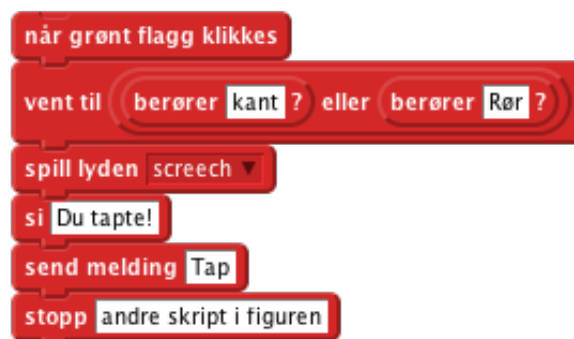 når grønt flagg klikkes
vent til berører kant ? eller berører Rør ?
spill lyden screech
si Du tapte!
send melding Tap
stopp andre skript i figuren